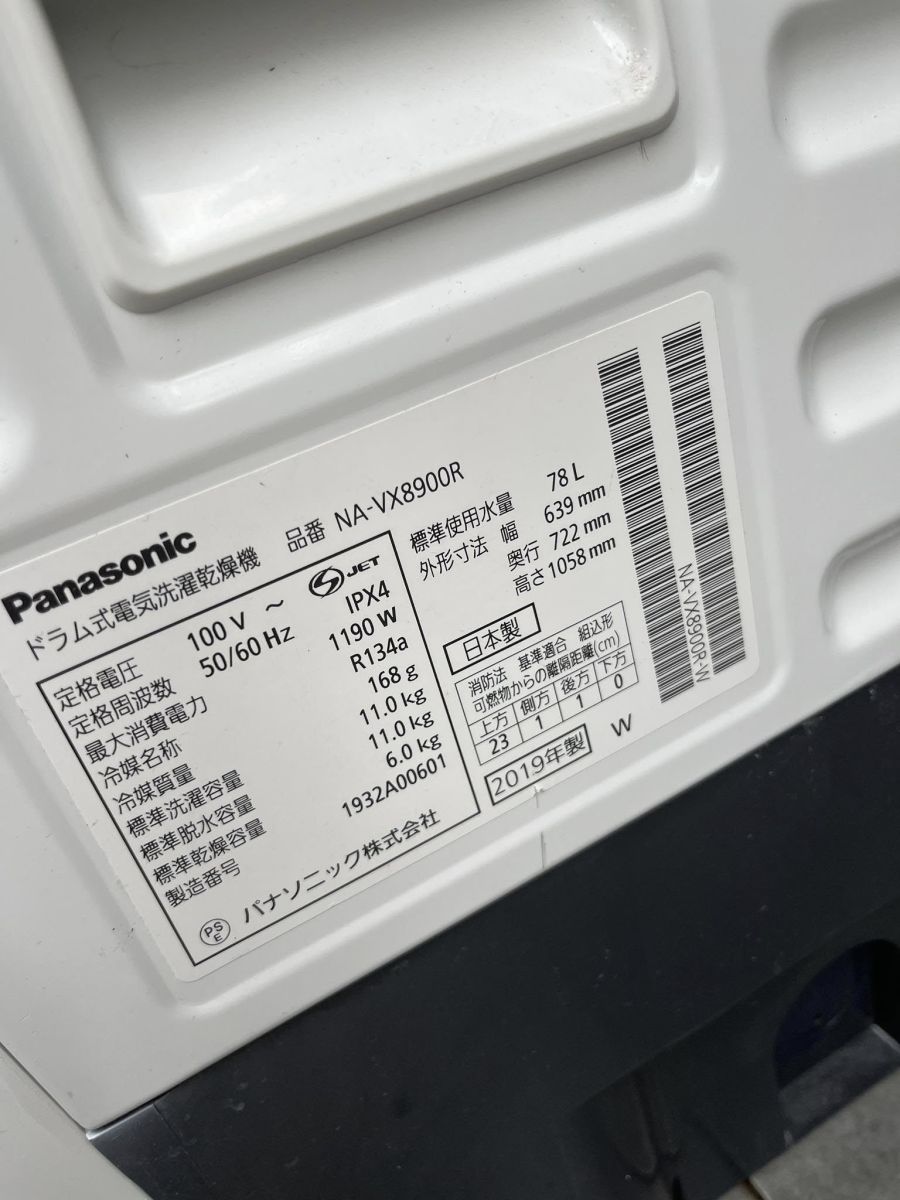 Panasonic
ドラム式電気洗濯乾燥機 品番 NA-VX8900R
定格電圧 100 V ~ S JET
定格周波数 50/60 Hz IPX4
最大消費電力 1190 W
冷媒名称 R134a
冷媒質量 168 g
標準洗濯容量 11.0 kg
標準脱水容量 11.0 kg
標準乾燥容量 6.0 kg
製造番号 1932A00601
PS E パナソニック株式会社
標準使用水量 78 L
外形寸法 幅 639 mm
奥行 722 mm
高さ 1058 mm
日本製
消防法 基準適合 組込形
可燃物からの離隔距離(cm)
上方 側方 後方 下方
23 1 1 0
2019年製 W
NA-VX8900R-W